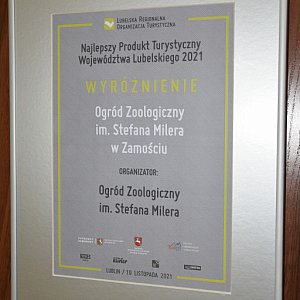 Lubelska Regionalna
Organizacja Turystyczna
Najlepszy Produkt Turystyczny
Województwa Lubelskiego 2021
WYRÓŻNIENIE
Ogród Zoologiczny
im. Stefana Milera
w Zamościu
ORGANIZATOR:
Ogród Zoologiczny
im. Stefana Milera
LUBLIN / 18 LISTOPADA 2021